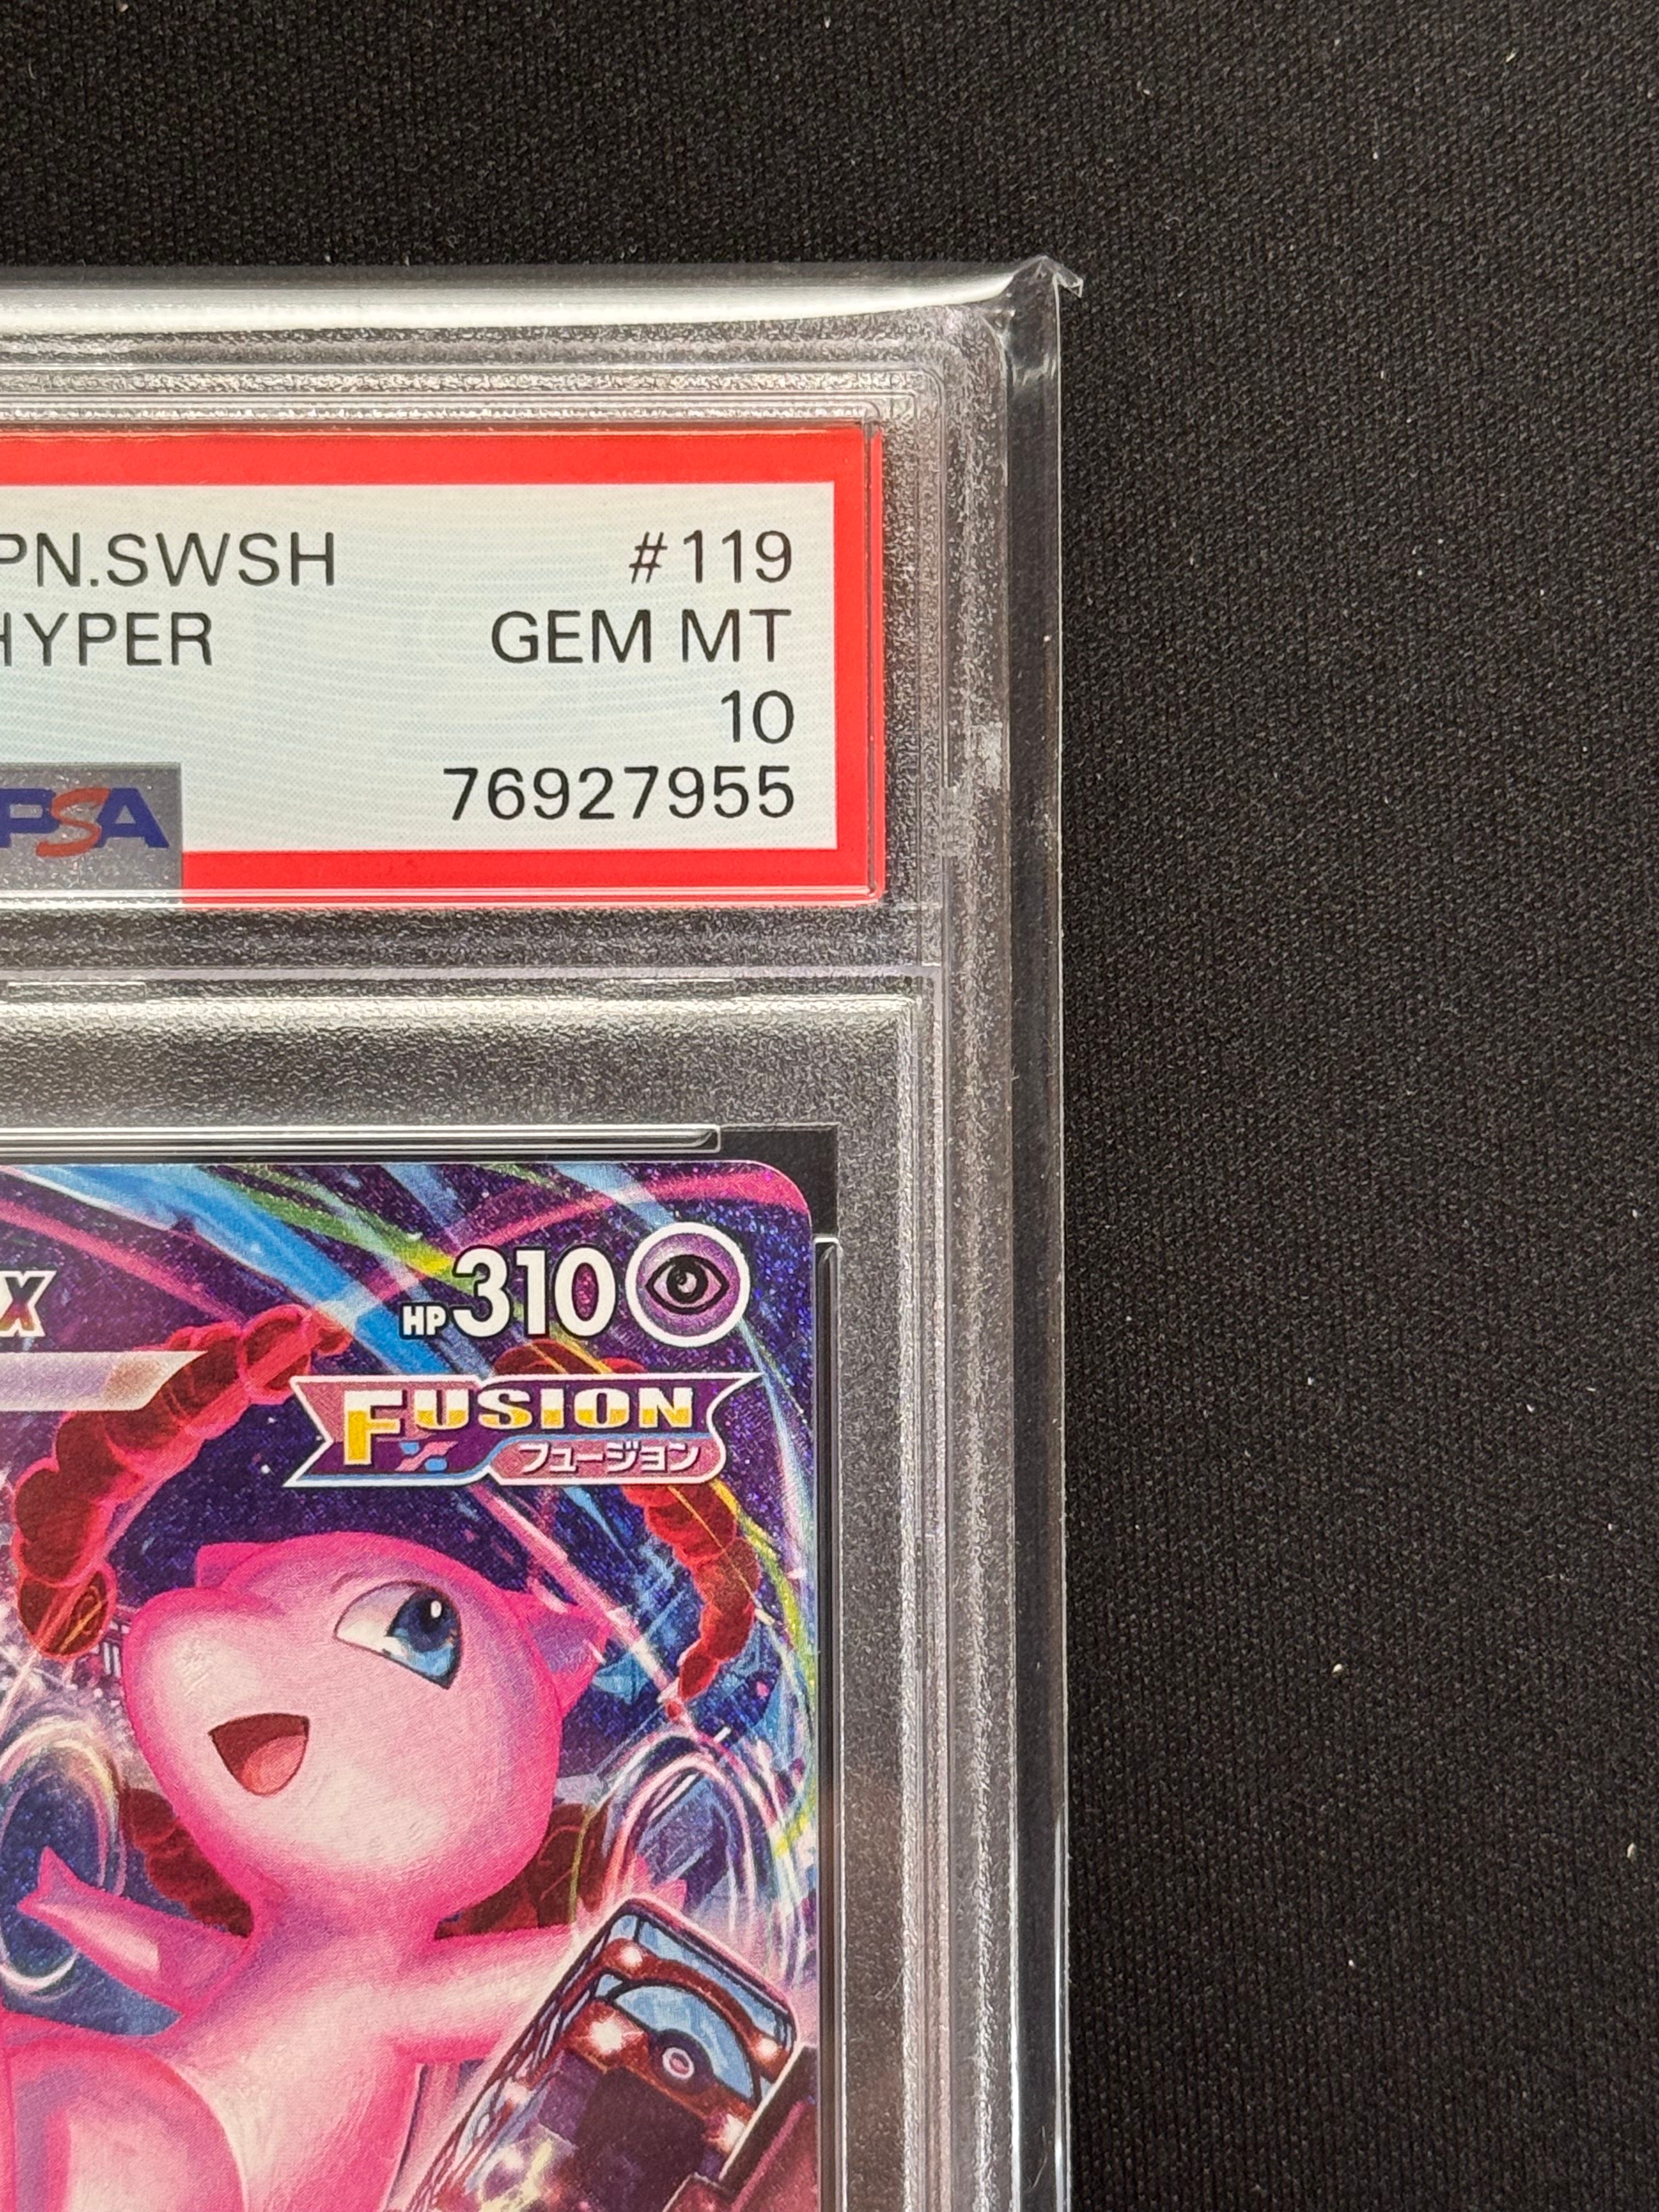 PN.SWSH #119
HYPER GEM MT
10
PSA 76927955
x HP310
FUSION
フュージョン